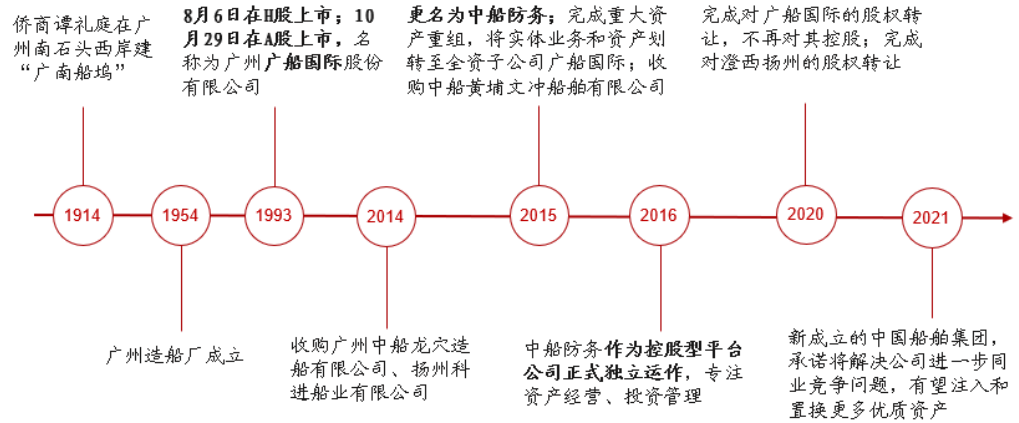 侨商谭礼庭在广
州南石头西岸建
“广南船坞”
8月6日在H股上市；10
月29日在A股上市，名
称为广州广船国际股份
有限公司
更名为中船防务；完成重大资
产重组，将实体业务和资产划
转至全资子公司广船国际；收
购中船黄埔文冲船舶有限公司
完成对广船国际的股权转
让，不再对其控股；完成
对澄西扬州的股权转让
1914
1954
1993
2014
2015
2016
2020
2021
广州造船厂成立
收购广州中船龙穴造
船有限公司、扬州科
进船业有限公司
中船防务作为控股型平台
公司正式独立运作，专注
资产经营、投资管理
新成立的中国船舶集团，
承诺将解决公司进一步同
业竞争问题，有望注入和
置换更多优质资产